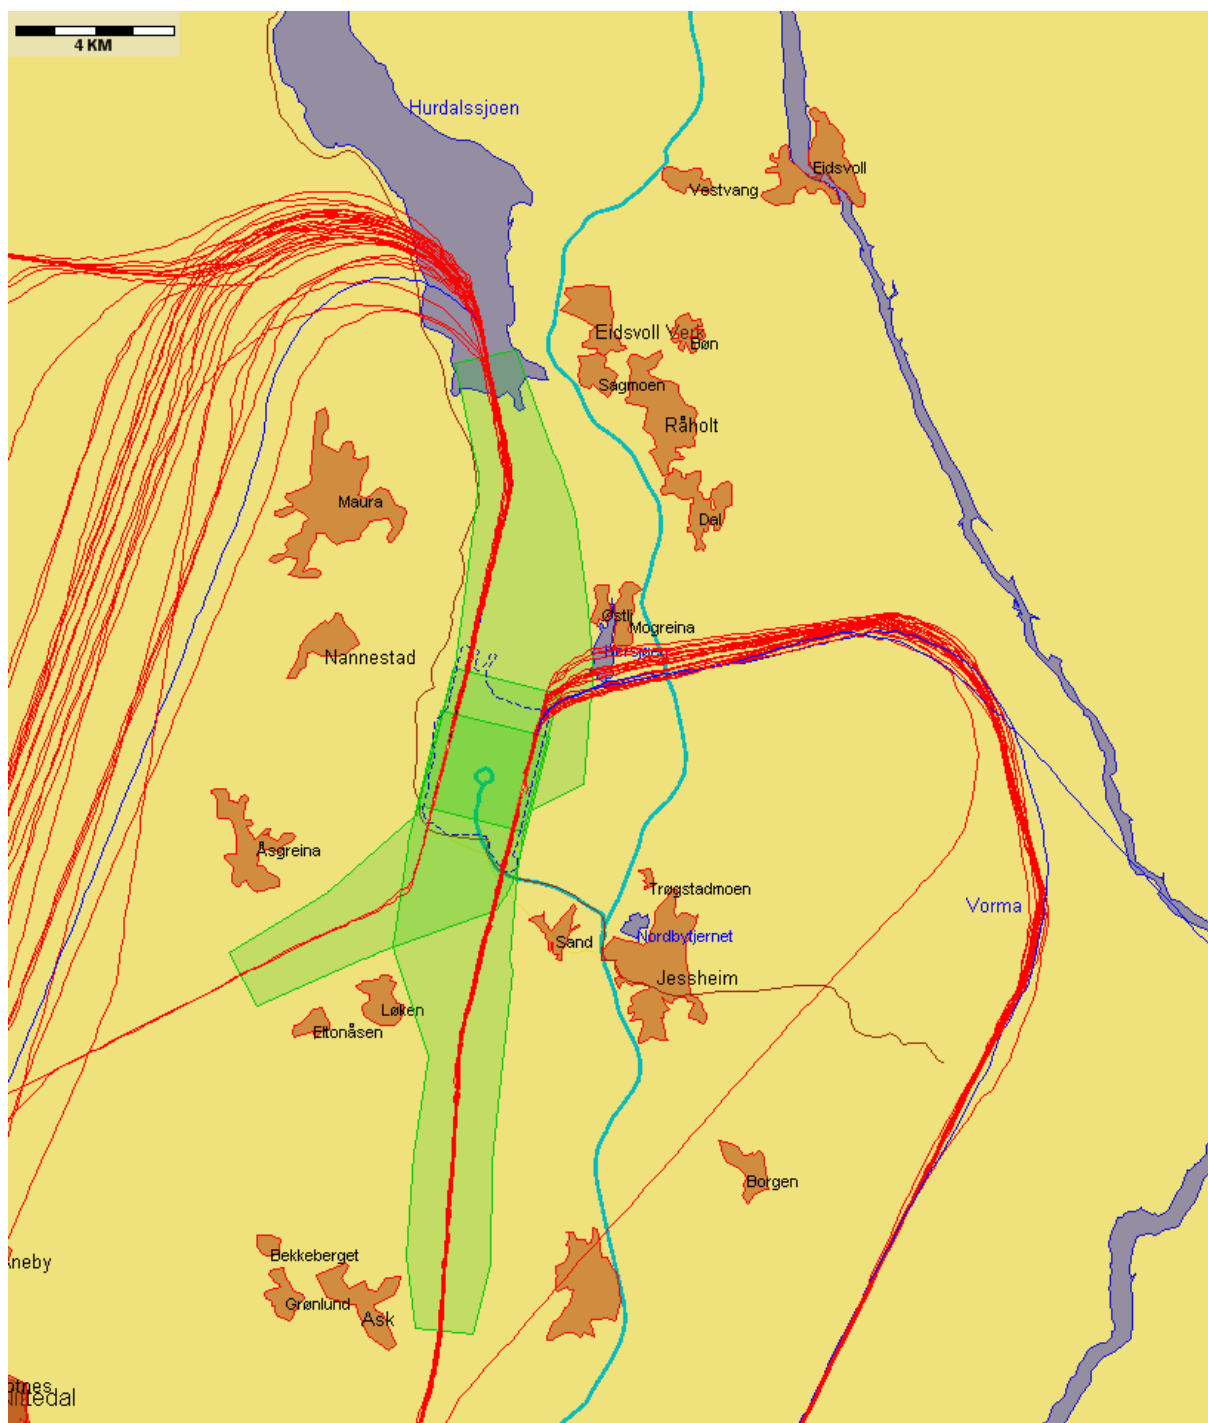 4 KM
Hurdalssjoen
Eidsvoll
Vestvang
Eidsvoll Verk
Bøn
Sagmoen
Råholt
Maura
Dal
Østli
Mogreina
Nannestad
Åsgreina
Trøgstadmoen
Vorma
Nordbytjernet
Sand
Jessheim
Løken
Eltonåsen
Borgen
Bekkeberget
Grønlund
Ask